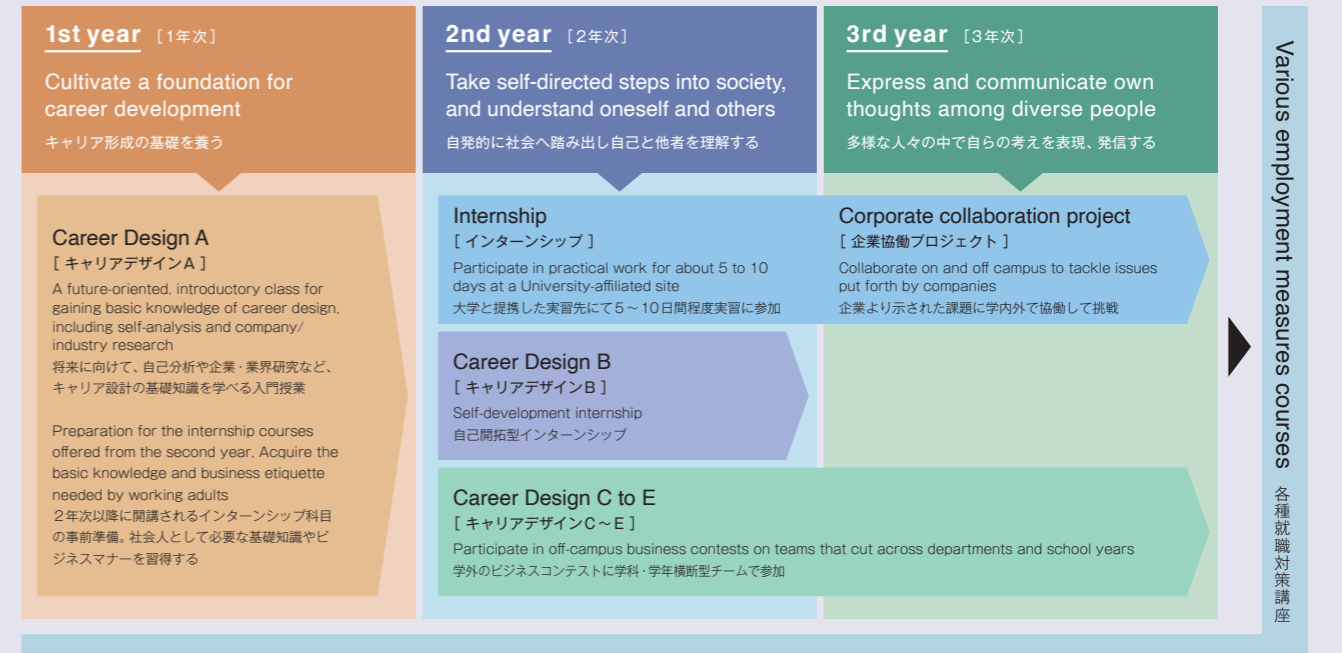 1st year [1年次]
Cultivate a foundation for
career development
キャリア形成の基礎を養う
Career Design A
[ キャリアデザインA ]
A future-oriented, introductory class for
gaining basic knowledge of career design,
including self-analysis and company/
industry research
将来に向けて、自己分析や企業・業界研究など、
キャリア設計の基礎知識を学べる入門授業
Preparation for the internship courses
offered from the second year. Acquire the
basic knowledge and business etiquette
needed by working adults
２年次以降に開講されるインターンシップ科目
の事前準備。社会人として必要な基礎知識やビ
ジネスマナーを習得する
2nd year [2年次]
Take self-directed steps into society,
and understand oneself and others
自発的に社会へ踏み出し自己と他者を理解する
Internship
[ インターンシップ ]
Participate in practical work for about 5 to 10
days at a University-affiliated site
大学と提携した実習先にて5～10日間程度実習に参加
Career Design B
[ キャリアデザインB ]
Self-development internship
自己開拓型インターンシップ
Career Design C to E
[ キャリアデザインC～E ]
Participate in off-campus business contests on teams that cut across departments and school years
学外のビジネスコンテストに学科・学年横断型チームで参加
3rd year [3年次]
Express and communicate own
thoughts among diverse people
多様な人々の中で自らの考えを表現、発信する
Corporate collaboration project
[ 企業協働プロジェクト ]
Collaborate on and off campus to tackle issues
put forth by companies
企業より示された課題に学内外で協働して挑戦
Various employment measures courses 各種就職対策講座